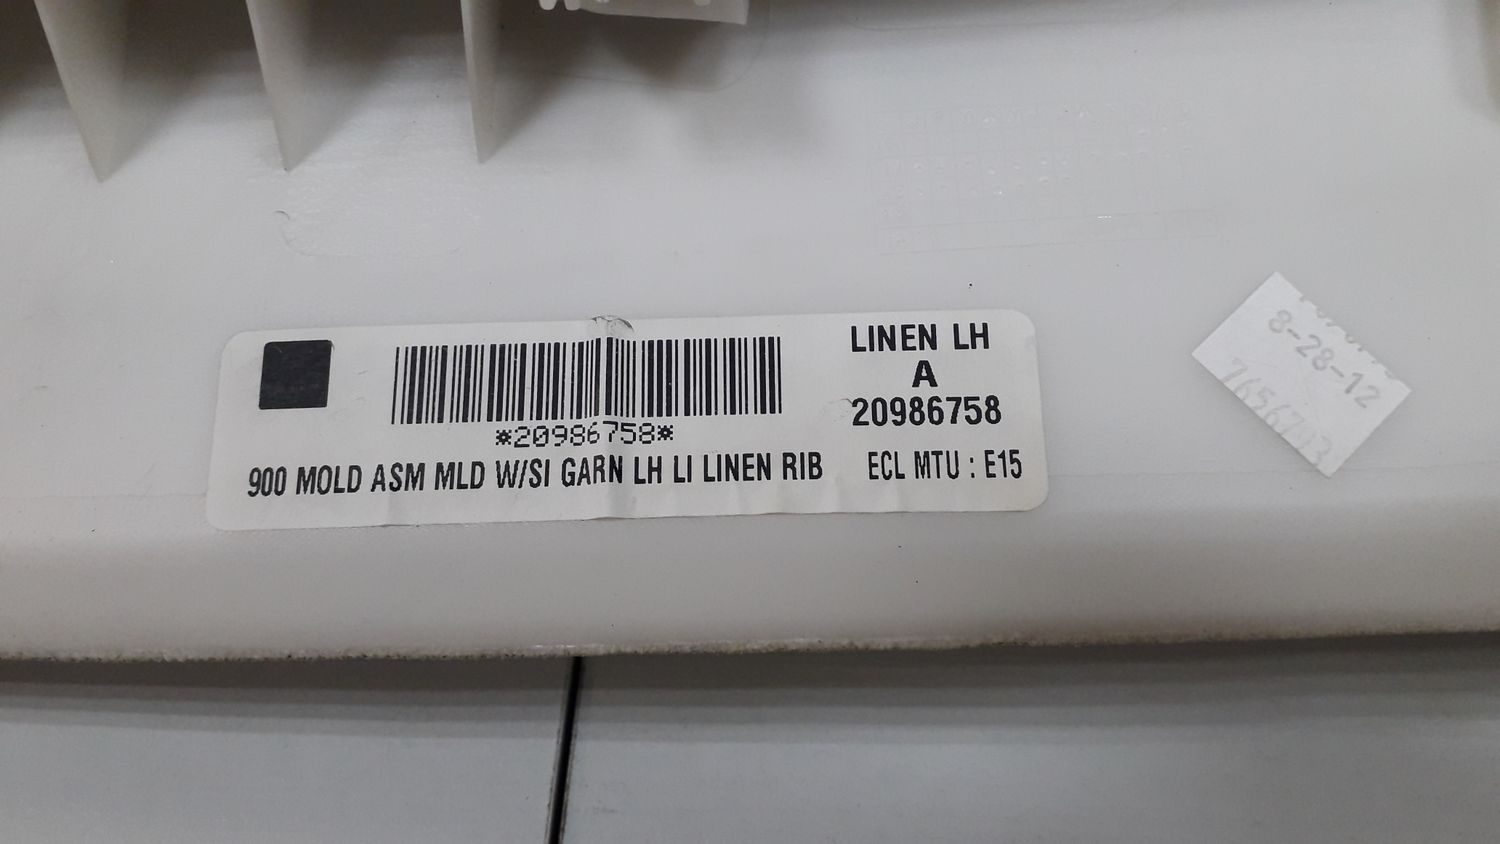 LINEN LH
A
20986758
*20986758*
900 MOLD ASM MLD W/SI GARN LH LI LINEN RIB
ECL MTU : E15
8-28-12